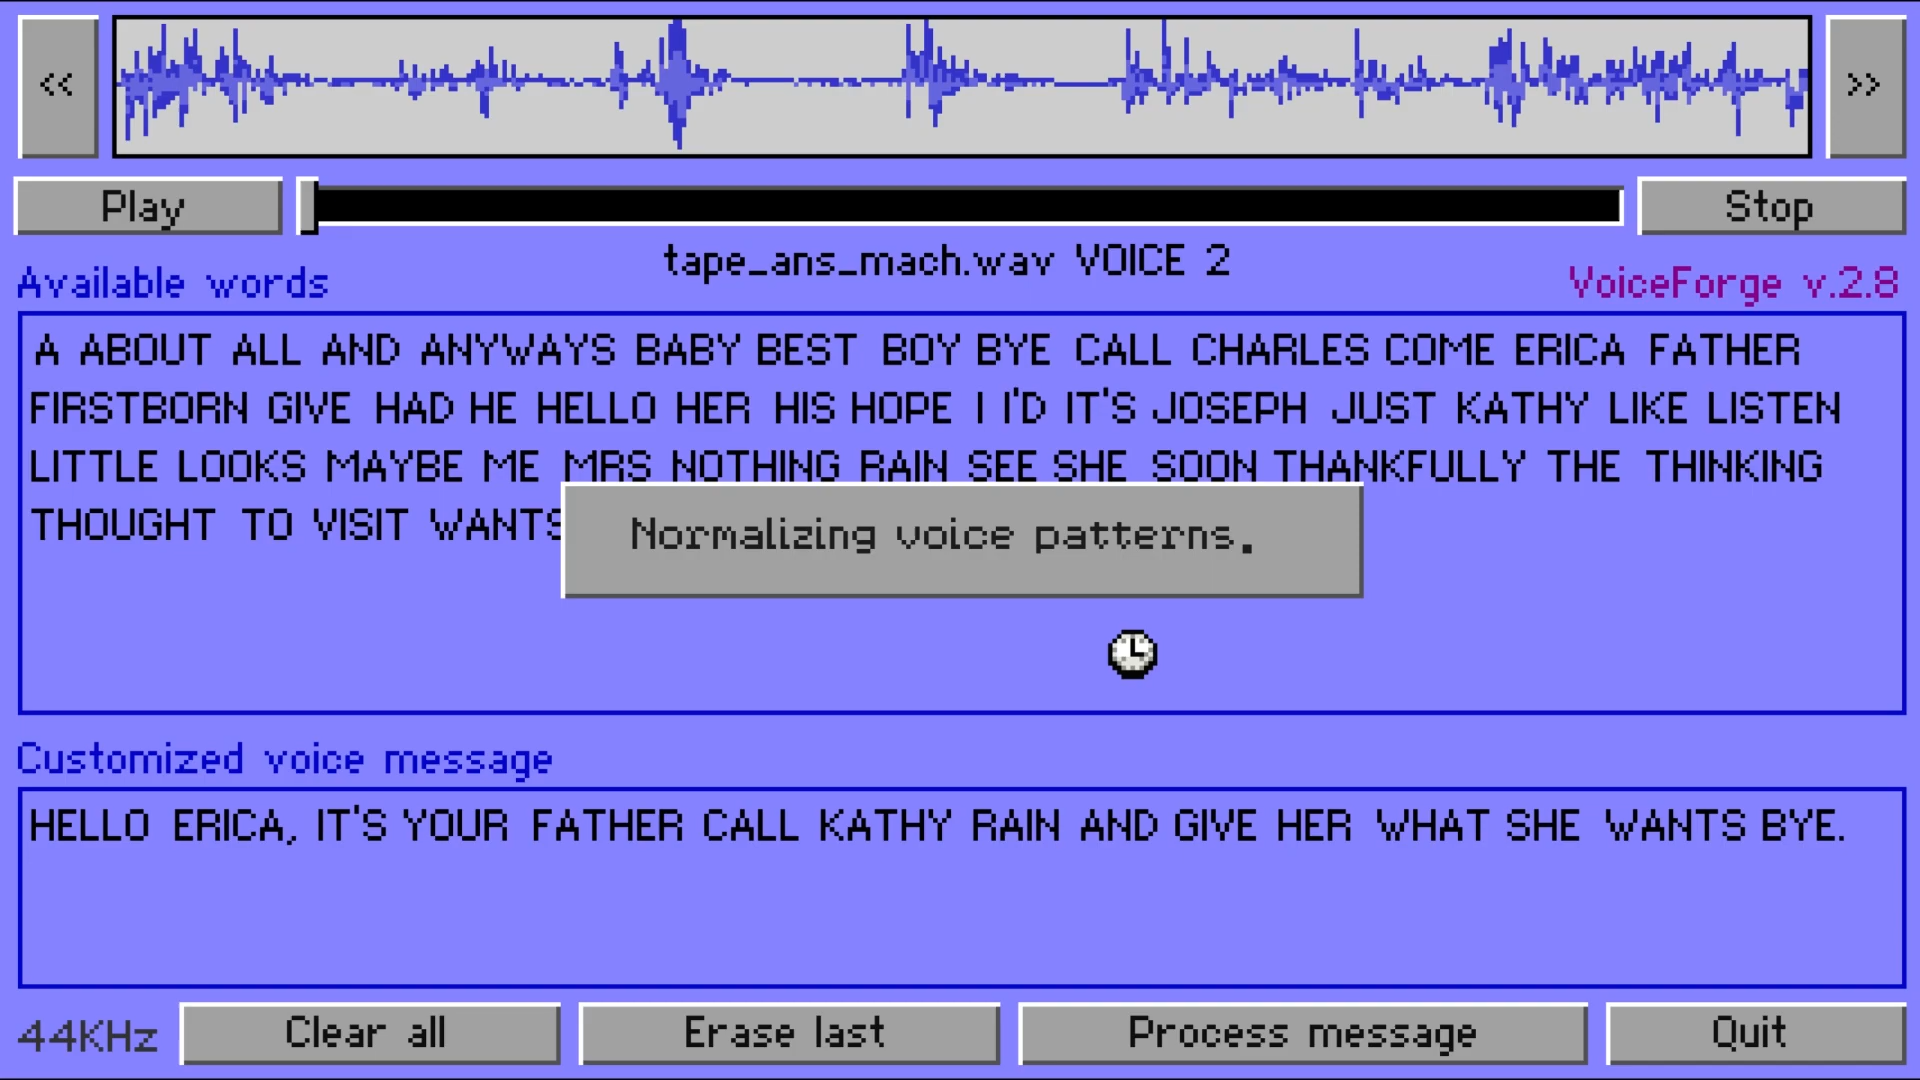 << >>
Play Stop
tape_ans_mach.wav VOICE 2
Available words VoiceForge v.2.8
A ABOUT ALL AND ANYWAYS BABY BEST BOY BYE CALL CHARLES COME ERICA FATHER
FIRSTBORN GIVE HAD HE HELLO HER HIS HOPE I I'D IT'S JOSEPH JUST KATHY LIKE LISTEN
LITTLE LOOKS MAYBE ME MRS NOTHING RAIN SEE SHE SOON THANKFULLY THE THINKING
THOUGHT TO VISIT WANTS
Normalizing voice patterns.
Customized voice message
HELLO ERICA, IT'S YOUR FATHER CALL KATHY RAIN AND GIVE HER WHAT SHE WANTS BYE.
44KHz Clear all Erase last Process message Quit